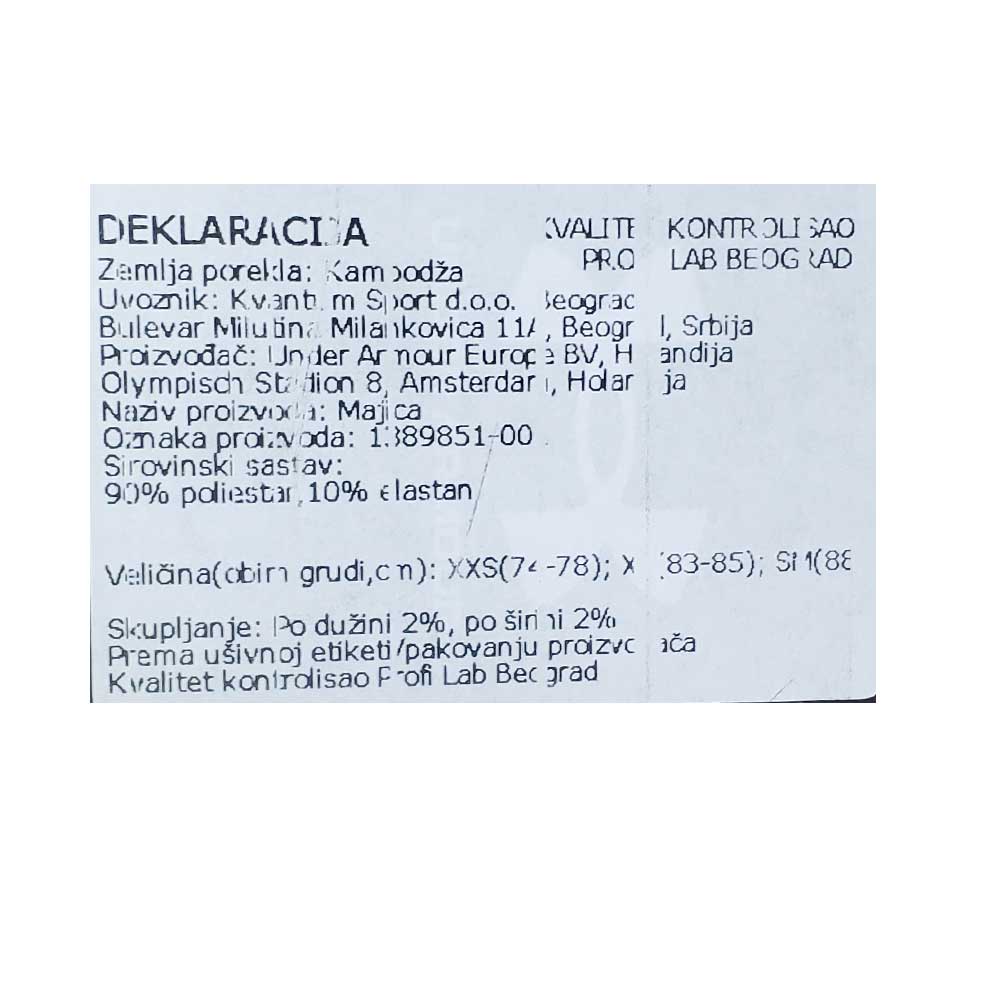 DEKLARACIJA
KVALITET KONTROLISAO
PROFI LAB BEOGRAD
Zemlja porekla: Kambodža
Uvoznik: Kvantum Sport d.o.o. Beograd
Bulevar Milutina Milankovica 11/, Beograd, Srbija
Proizvođač: Under Armour Europe BV, Holandija
Olympisch Stadion 8, Amsterdam, Holandija
Naziv proizvoda: Majica
Oznaka proizvoda: 1389851-00
Sirovinski sastav:
90% poliestar, 10% elastan
Veličina(obim grudi,cm): XXS(74-78); (83-85);
Skupljanje: Po dužini 2%, po širini 2%
Prema ušivnoj etiketi/pakovanju proizvođača
Kvalitet kontrolisao Profi Lab Beograd